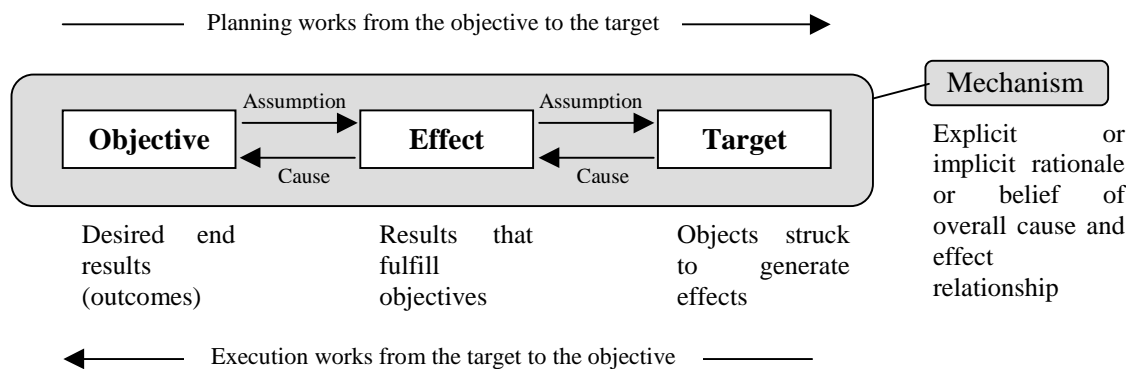 Planning works from the objective to the target
Mechanism
Assumption
Assumption
Objective
Effect
Target
Cause
Cause
Explicit or
implicit rationale
or belief of
overall cause and
effect
relationship
Desired end
results
(outcomes)
Results that
fulfill
objectives
Objects struck
to generate
effects
Execution works from the target to the objective